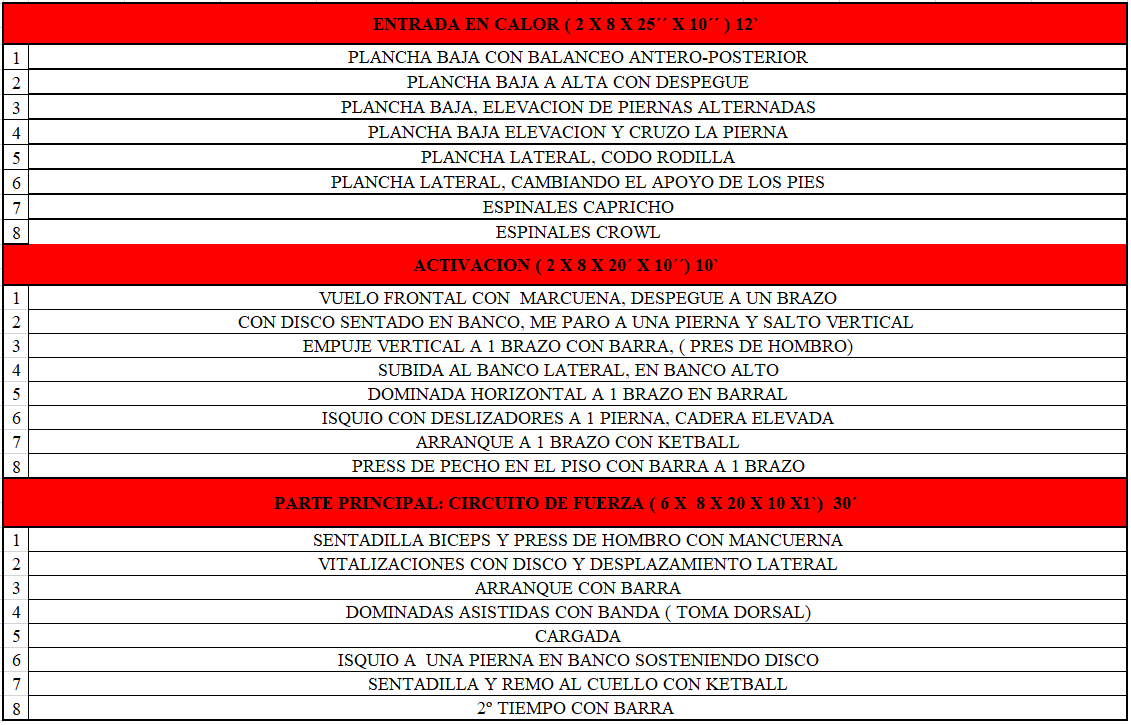 ENTRADA EN CALOR ( 2 X 8 X 25´´ X 10´´ ) 12`
1 PLANCHA BAJA CON BALANCEO ANTERO-POSTERIOR
2 PLANCHA BAJA A ALTA CON DESPEGUE
3 PLANCHA BAJA, ELEVACION DE PIERNAS ALTERNADAS
4 PLANCHA BAJA ELEVACION Y CRUZO LA PIERNA
5 PLANCHA LATERAL, CODO RODILLA
6 PLANCHA LATERAL, CAMBIANDO EL APOYO DE LOS PIES
7 ESPINALES CAPRICHO
8 ESPINALES CROWL
ACTIVACION ( 2 X 8 X 20´ X 10´´) 10`
1 VUELO FRONTAL CON MARCUENA, DESPEGUE A UN BRAZO
2 CON DISCO SENTADO EN BANCO, ME PARO A UNA PIERNA Y SALTO VERTICAL
3 EMPUJE VERTICAL A 1 BRAZO CON BARRA, ( PRES DE HOMBRO)
4 SUBIDA AL BANCO LATERAL, EN BANCO ALTO
5 DOMINADA HORIZONTAL A 1 BRAZO EN BARRAL
6 ISQUIO CON DESLIZADORES A 1 PIERNA, CADERA ELEVADA
7 ARRANQUE A 1 BRAZO CON KETBALL
8 PRESS DE PECHO EN EL PISO CON BARRA A 1 BRAZO
PARTE PRINCIPAL: CIRCUITO DE FUERZA ( 6 X 8 X 20 X 10 X1`) 30´
1 SENTADILLA BICEPS Y PRESS DE HOMBRO CON MANCUERNA
2 VITALIZACIONES CON DISCO Y DESPLAZAMIENTO LATERAL
3 ARRANQUE CON BARRA
4 DOMINADAS ASISTIDAS CON BANDA ( TOMA DORSAL)
5 CARGADA
6 ISQUIO A UNA PIERNA EN BANCO SOSTENIENDO DISCO
7 SENTADILLA Y REMO AL CUELLO CON KETBALL
8 2º TIEMPO CON BARRA